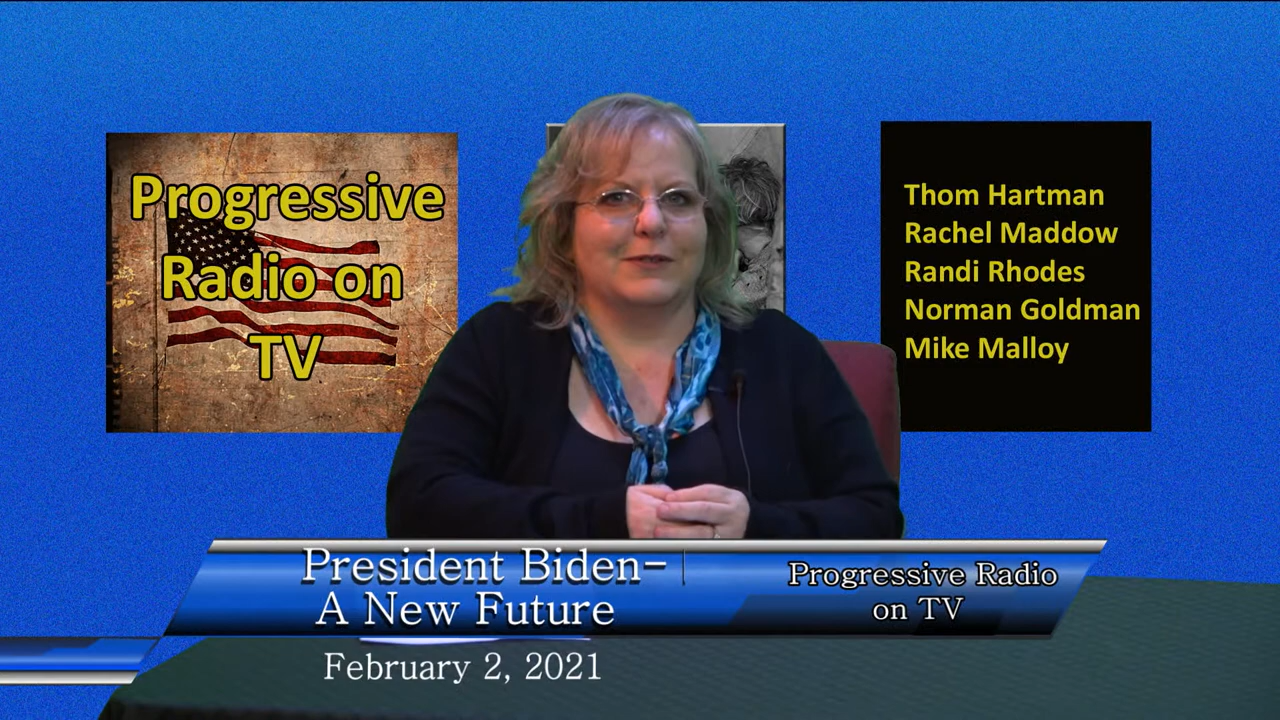 Progressive
Radio on
TV
Thom Hartman
Rachel Maddow
Randi Rhodes
Norman Goldman
Mike Malloy
President Biden-
A New Future
Progressive Radio
on TV
February 2, 2021